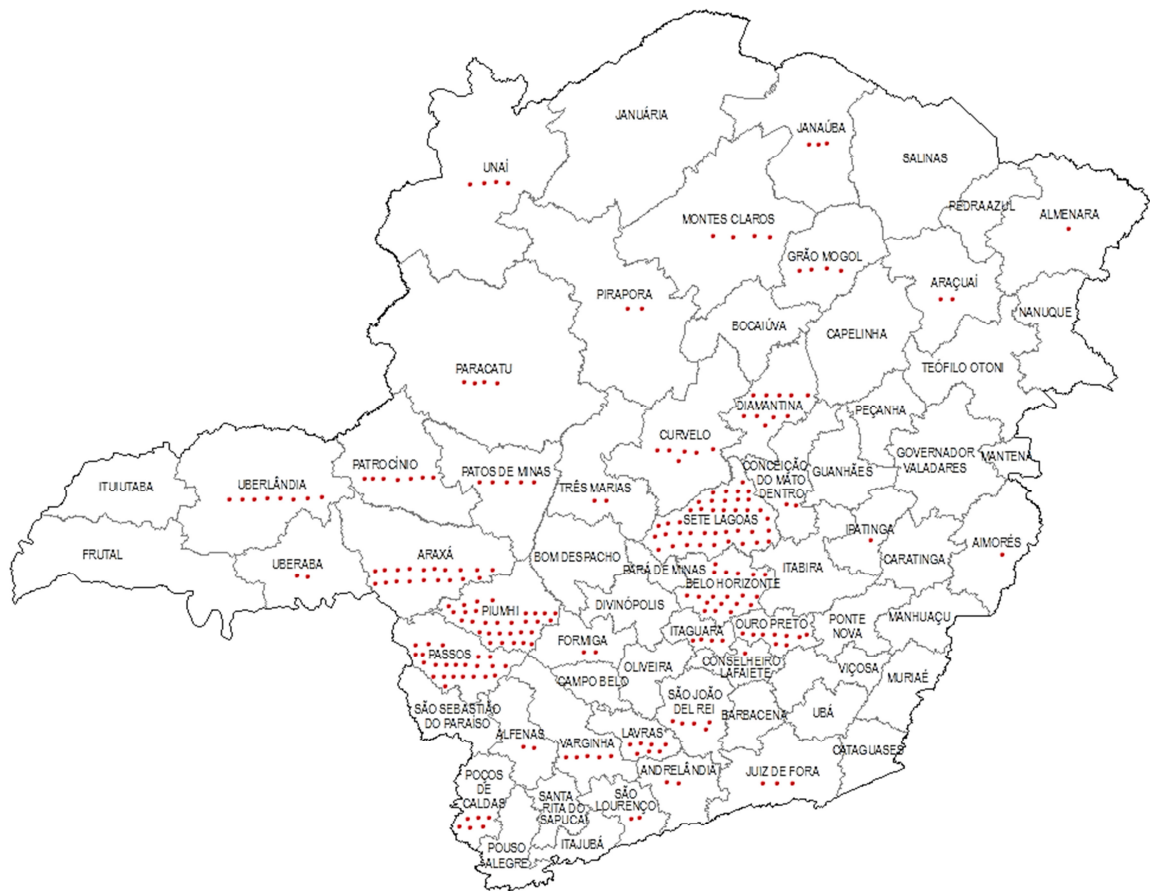 JANUÁRIA
JANAÚBA
SALINAS
UNAÍ
PEDRA AZUL
ALMENARA
MONTES CLAROS
GRÃO MOGOL
ARAÇUAÍ
PIRAPORA
NANUQUE
BOCAIÚVA
CAPELINHA
PARACATU
TEÓFILO OTONI
DIAMANTINA
PEÇANHA
CURVELO
GOVERNADOR
VALADARES
MANTENA
PATROCÍNIO
PATOS DE MINAS
CONCEIÇÃO
DO MATO
DENTRO
GUANHÃES
ITUIUTABA
UBERLÂNDIA
TRÊS MARIAS
SETE LAGOAS
IPATINGA
AIMORÉS
FRUTAL
UBERABA
ARAXÁ
BOM DESPACHO
PARÁ DE MINAS
BELO HORIZONTE
ITABIRA
CARATINGA
PIUMHI
DIVINÓPOLIS
ITAGUARA
OURO PRETO
PONTE
NOVA
MANHUAÇU
FORMIGA
PASSOS
OLIVEIRA
CONSELHEIRO
LAFAIETE
VIÇOSA
MURIAÉ
CAMPO BELO
SÃO SEBASTIÃO
DO PARAÍSO
SÃO JOÃO
DEL REI
BARBACENA
UBÁ
ALFENAS
VARGINHA
LAVRAS
CATAGUASES
ANDRELÂNDIA
JUIZ DE FORA
POÇOS
DE
CALDAS
SANTA
RITA DO
SAPUCAÍ
SÃO
LOURENÇO
POUSO
ALEGRE
ITAJUBÁ